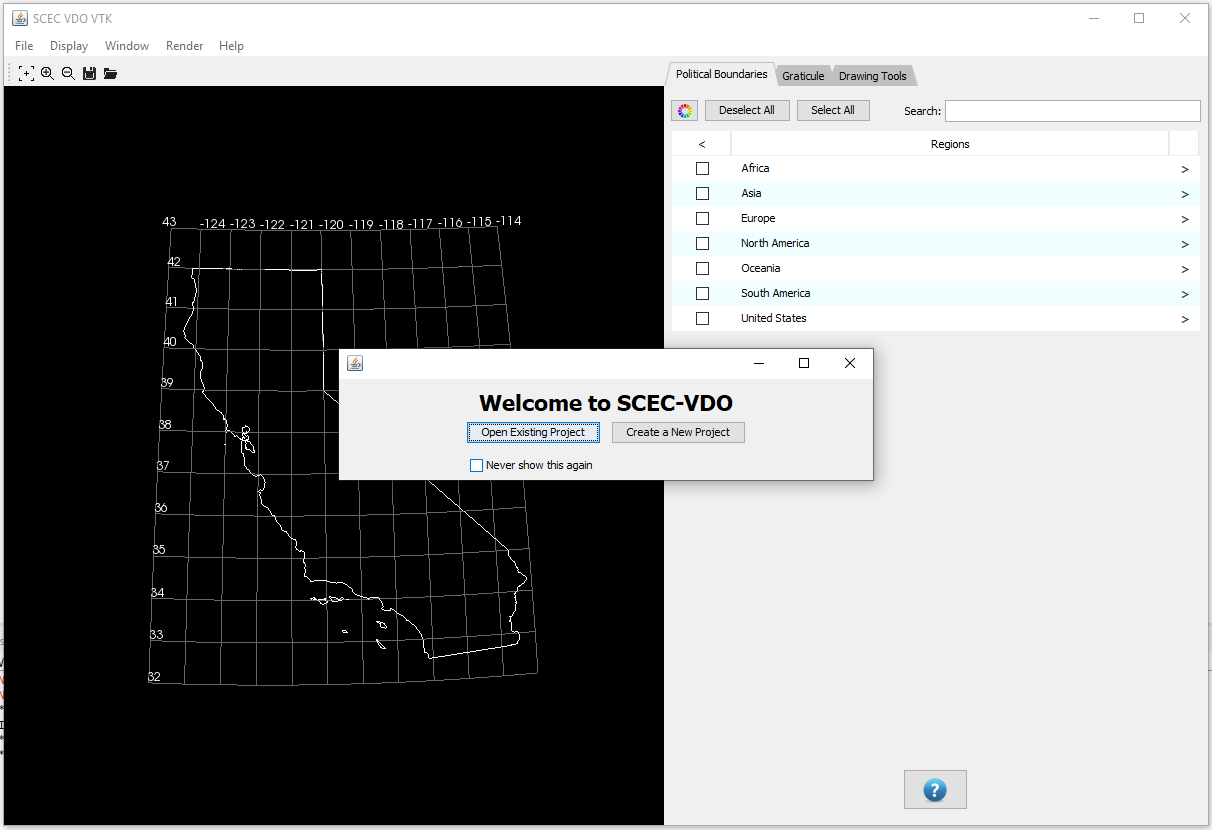 SCEC VDO VTK
File Display Window Render Help
Political Boundaries Graticule Drawing Tools
Deselect All Select All Search:
< Regions
Africa >
Asia >
Europe >
North America >
Oceania >
South America >
United States >
43 -124 -123 -122 -121 -120 -119 -118 -117 -116 -115 -114
42
41
40
39
38
37
36
35
34
33
32
Welcome to SCEC-VDO
Open Existing Project Create a New Project
Never show this again
?